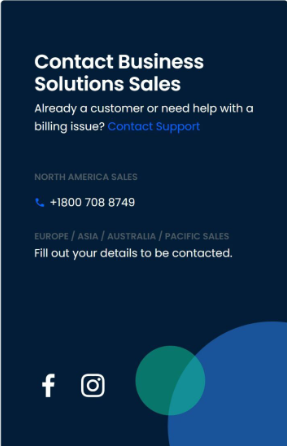 Contact Business
Solutions Sales
Already a customer or need help with a
billing issue? Contact Support
NORTH AMERICA SALES
+1800 708 8749
EUROPE / ASIA / AUSTRALIA / PACIFIC SALES
Fill out your details to be contacted.